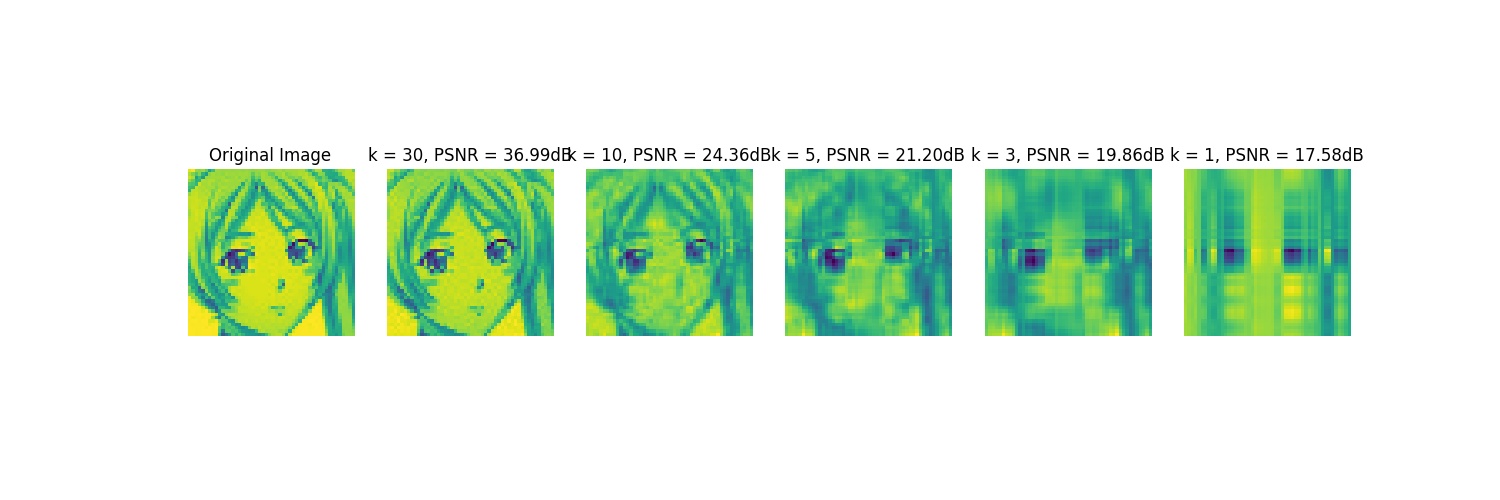 Original Image
k = 30, PSNR = 36.99dB
k = 10, PSNR = 24.36dB
k = 5, PSNR = 21.20dB
k = 3, PSNR = 19.86dB
k = 1, PSNR = 17.58dB